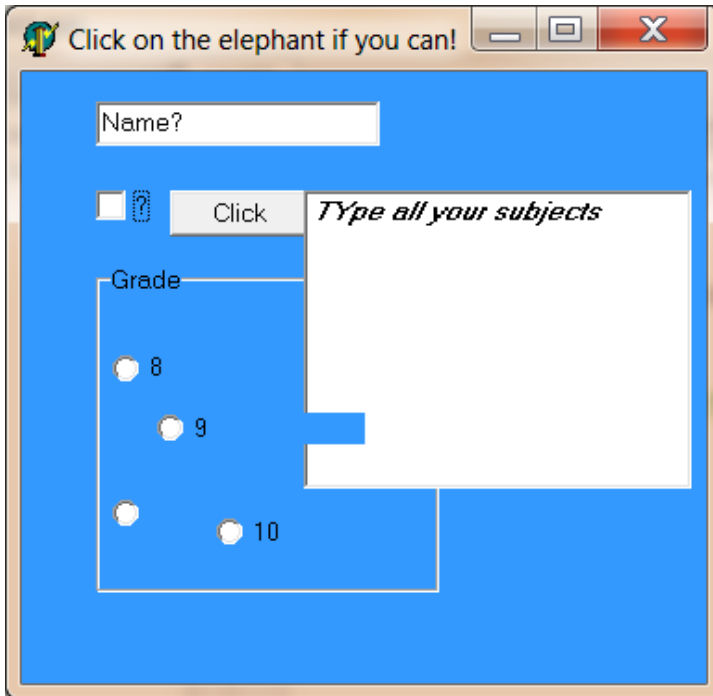 Click on the elephant if you can!
Name?
?
Click
TYpe all your subjects
Grade
8
9
10